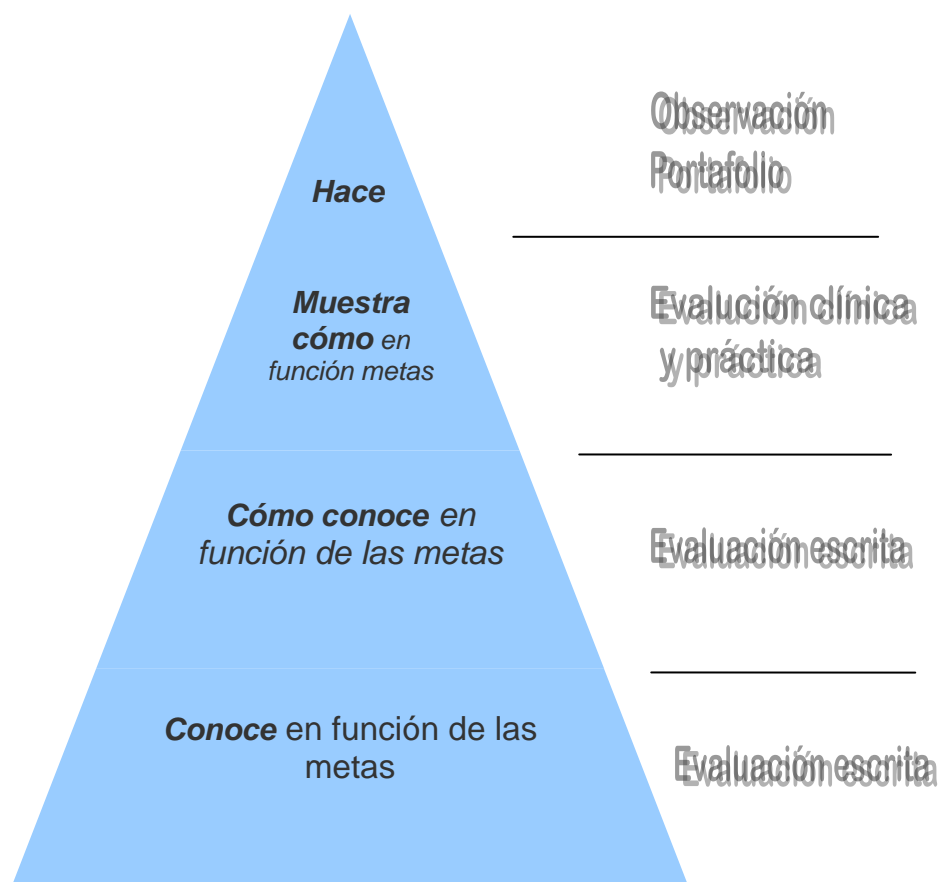 Observación
Portafolio
Hace
Muestra
cómo en
función metas
Evalución clínica
y práctica
Cómo conoce en
función de las metas
Evaluación escrita
Conoce en función de las
metas
Evaluación escrita